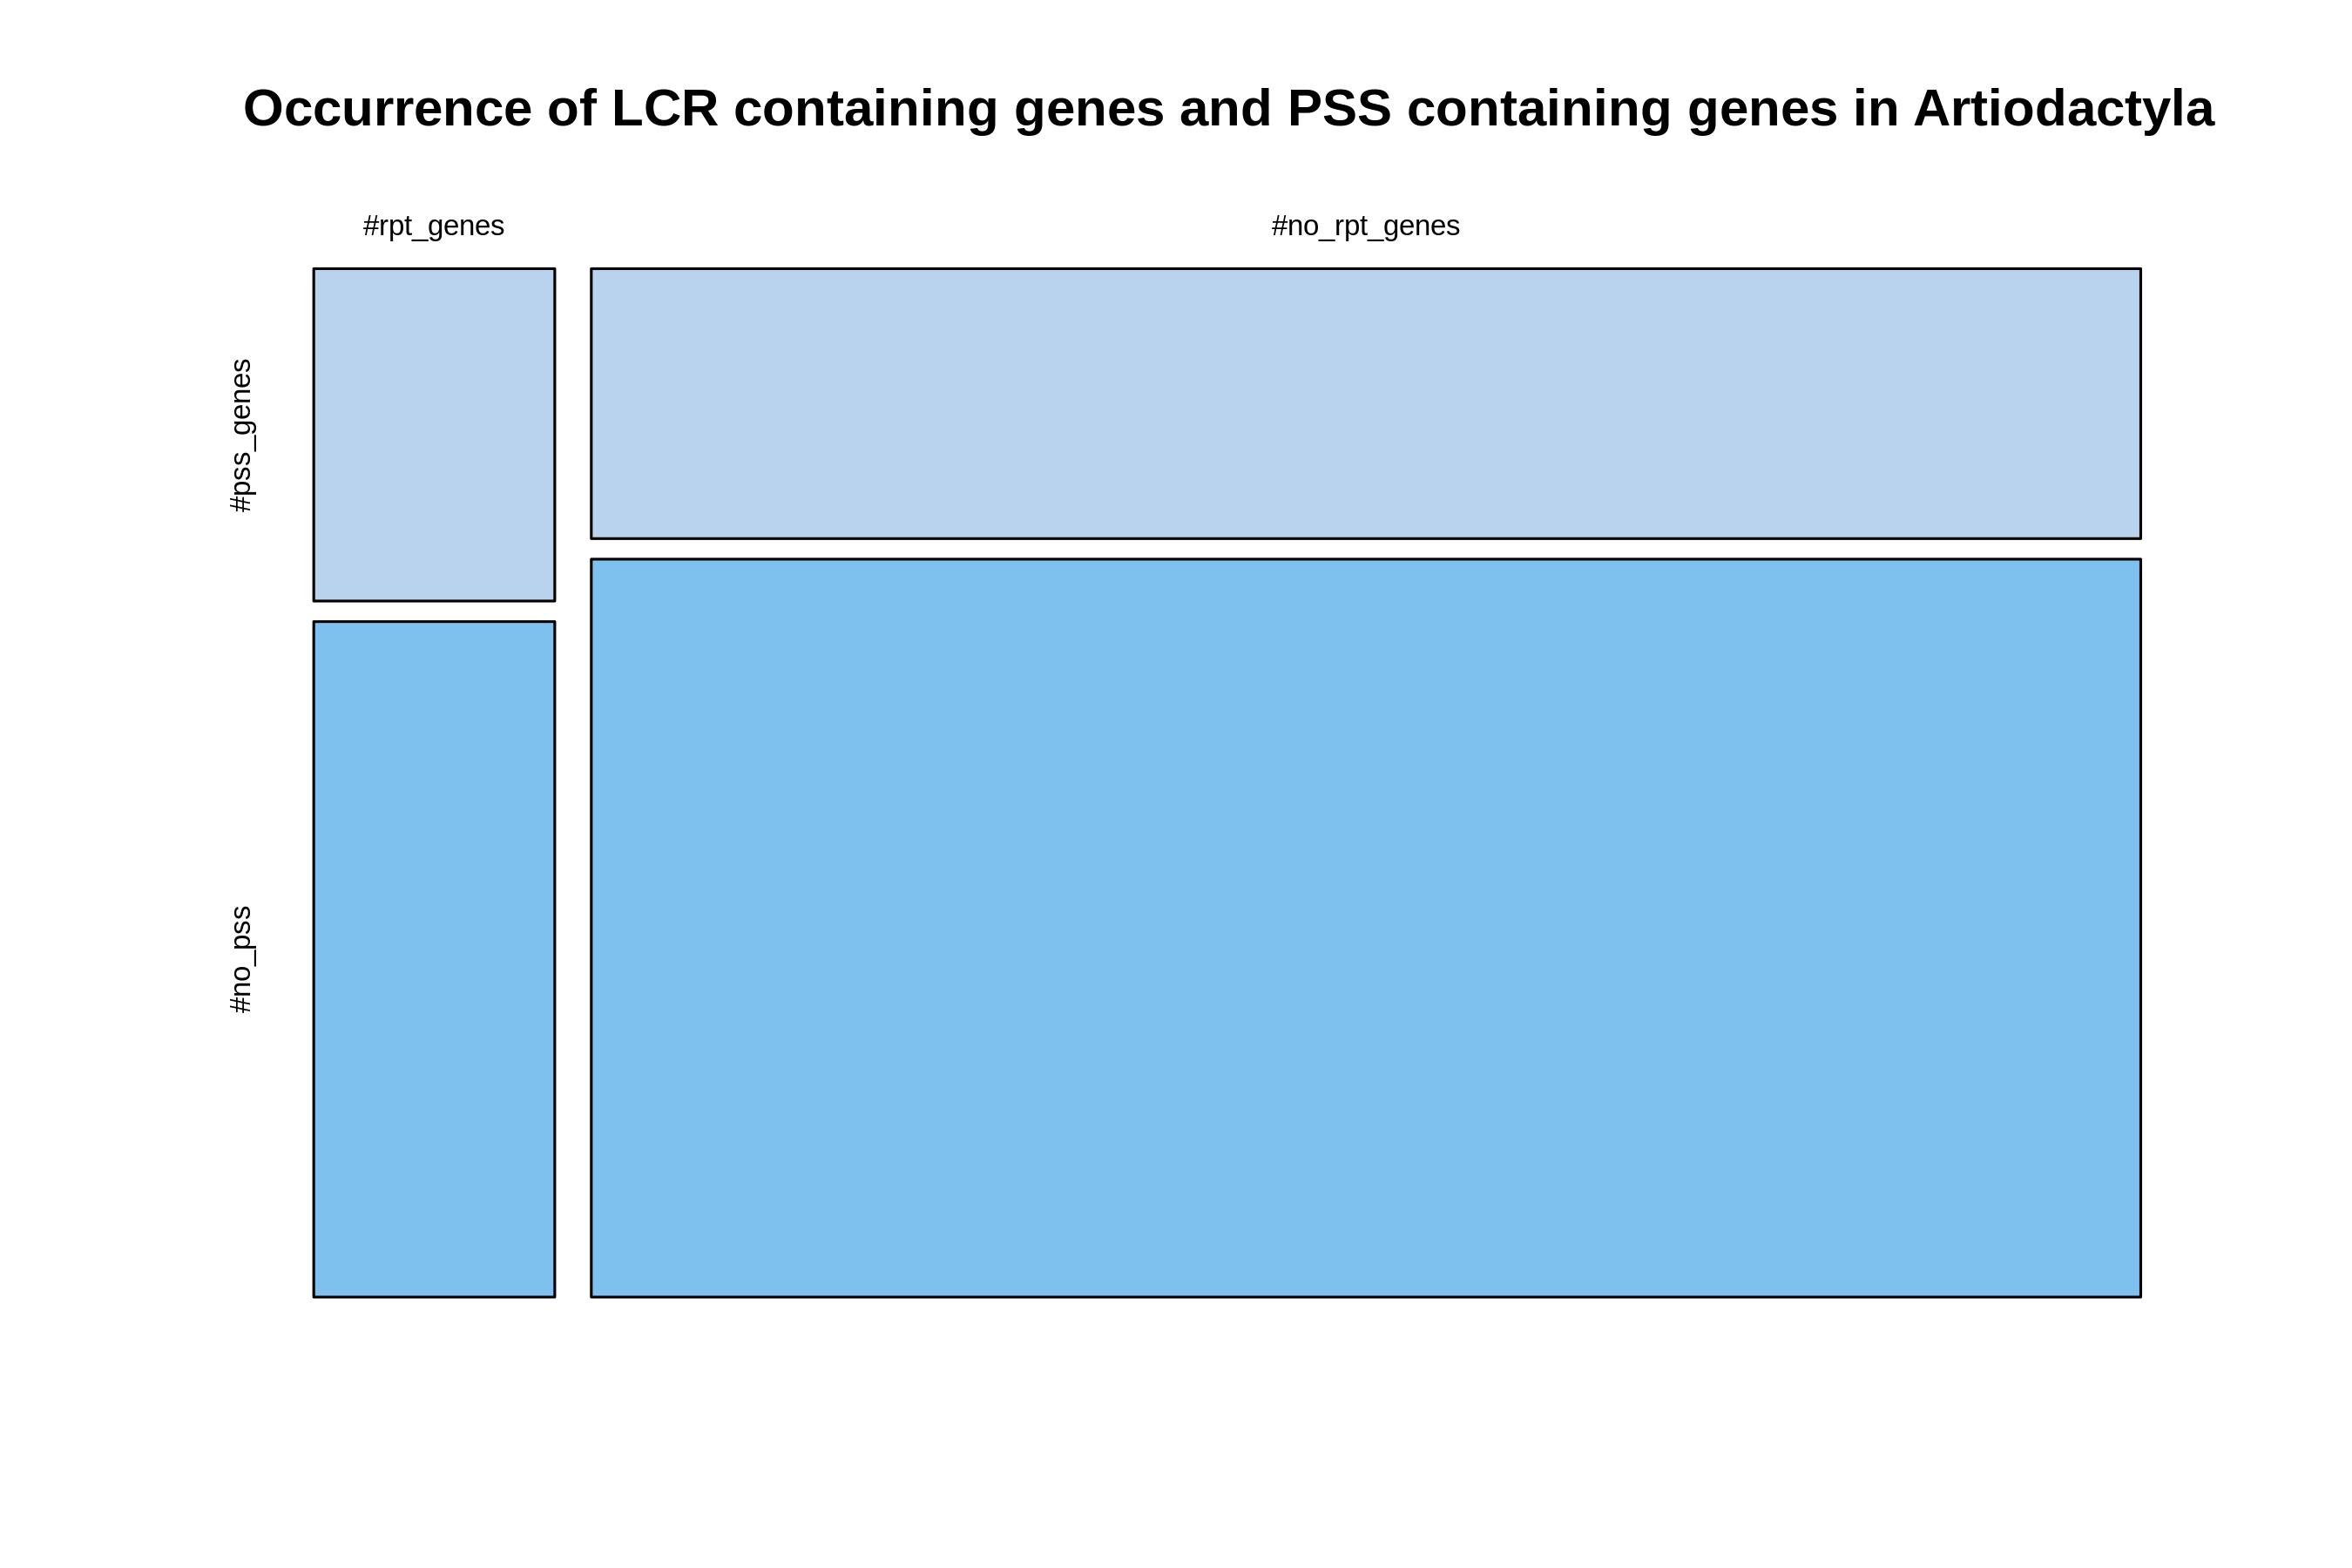 Occurrence of LCR containing genes and PSS containing genes in Artiodactyla
#rpt_genes #no_rpt_genes
#pss_genes
#no_pss